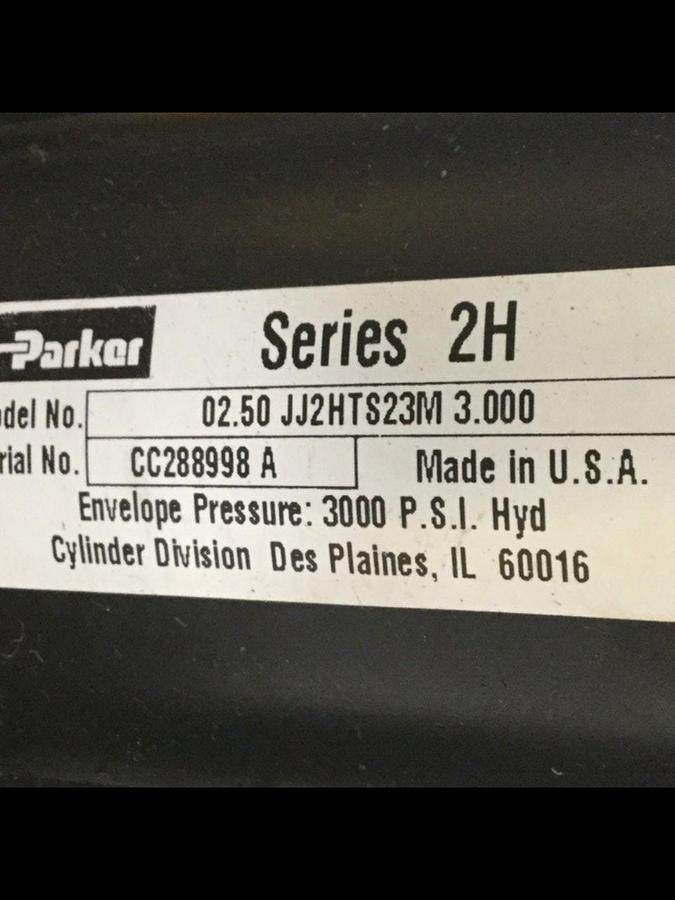 Parker
Series 2H
odel No. 02.50 JJ2HTS23M 3.000
rial No. CC288998 A Made in U.S.A.
Envelope Pressure: 3000 P.S.I. Hyd
Cylinder Division Des Plaines, IL 60016